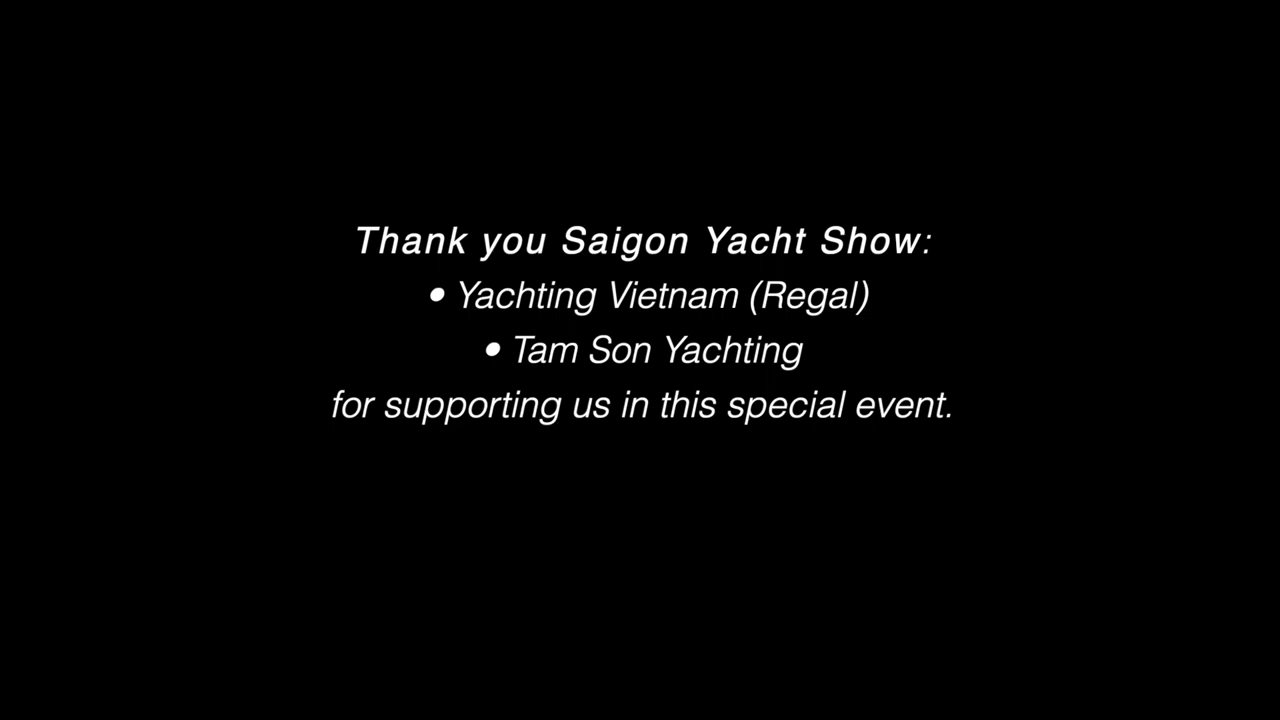 Thank you Saigon Yacht Show:
• Yachting Vietnam (Regal)
• Tam Son Yachting
for supporting us in this special event.